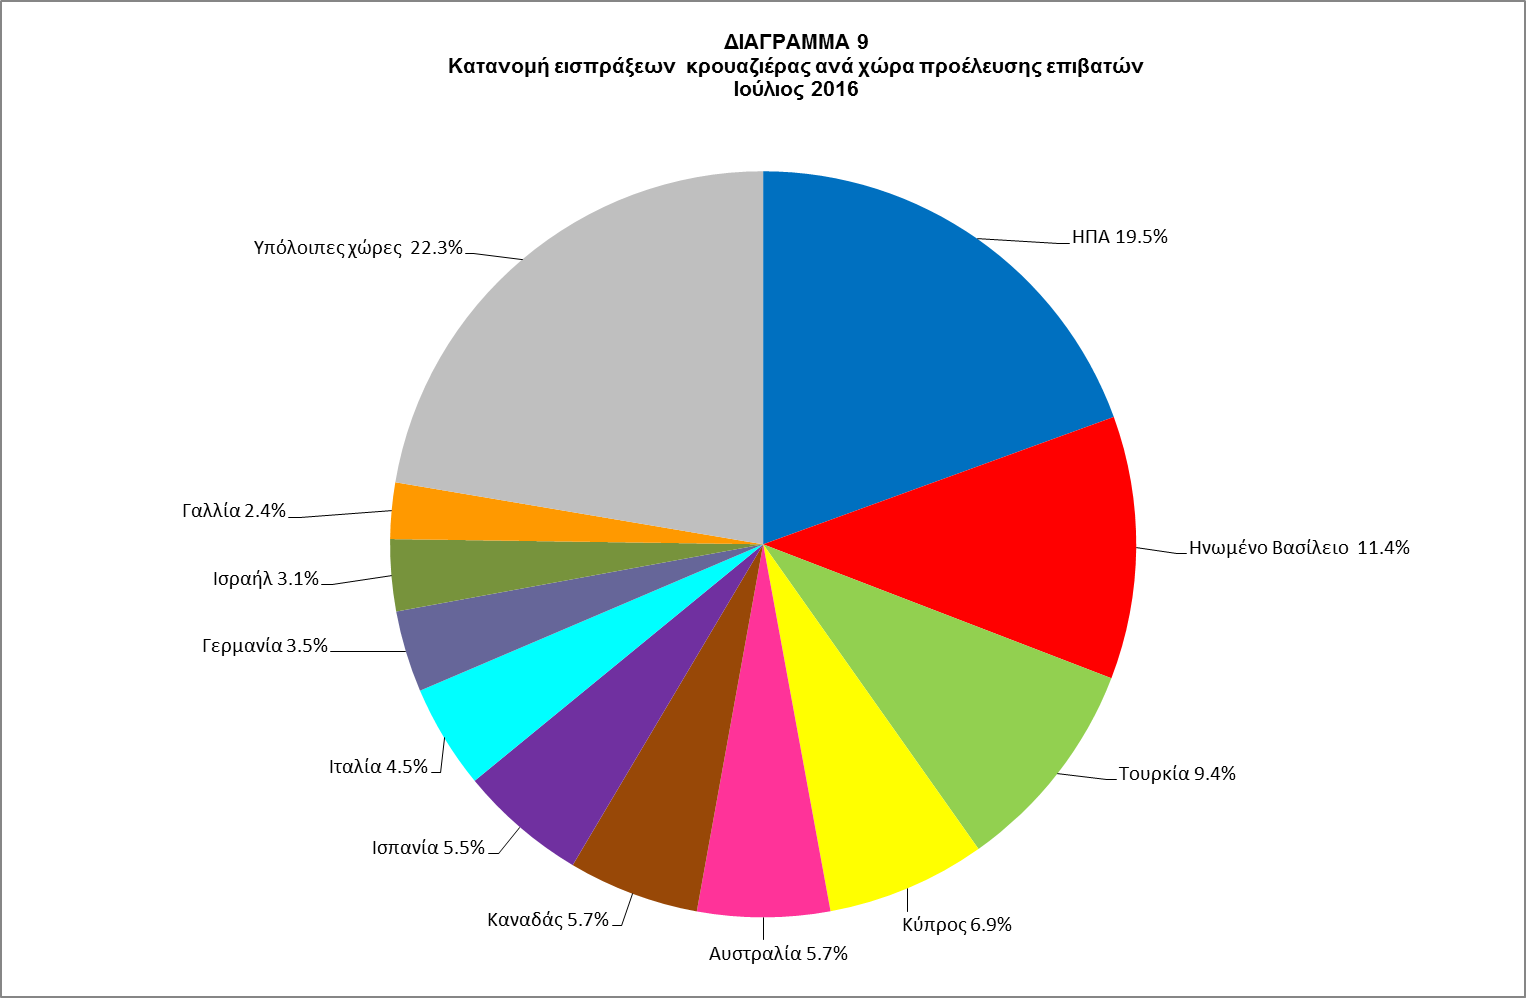 ΔΙΑΓΡΑΜΜΑ 9
Κατανομή εισπράξεων κρουαζιέρας ανά χώρα προέλευσης επιβατών
Ιούλιος 2016
ΗΠΑ 19.5%
Υπόλοιπες χώρες 22.3%
Γαλλία 2.4%
Ηνωμένο Βασίλειο 11.4%
Ισραήλ 3.1%
Γερμανία 3.5%
Ιταλία 4.5%
Τουρκία 9.4%
Ισπανία 5.5%
Καναδάς 5.7%
Κύπρος 6.9%
Αυστραλία 5.7%